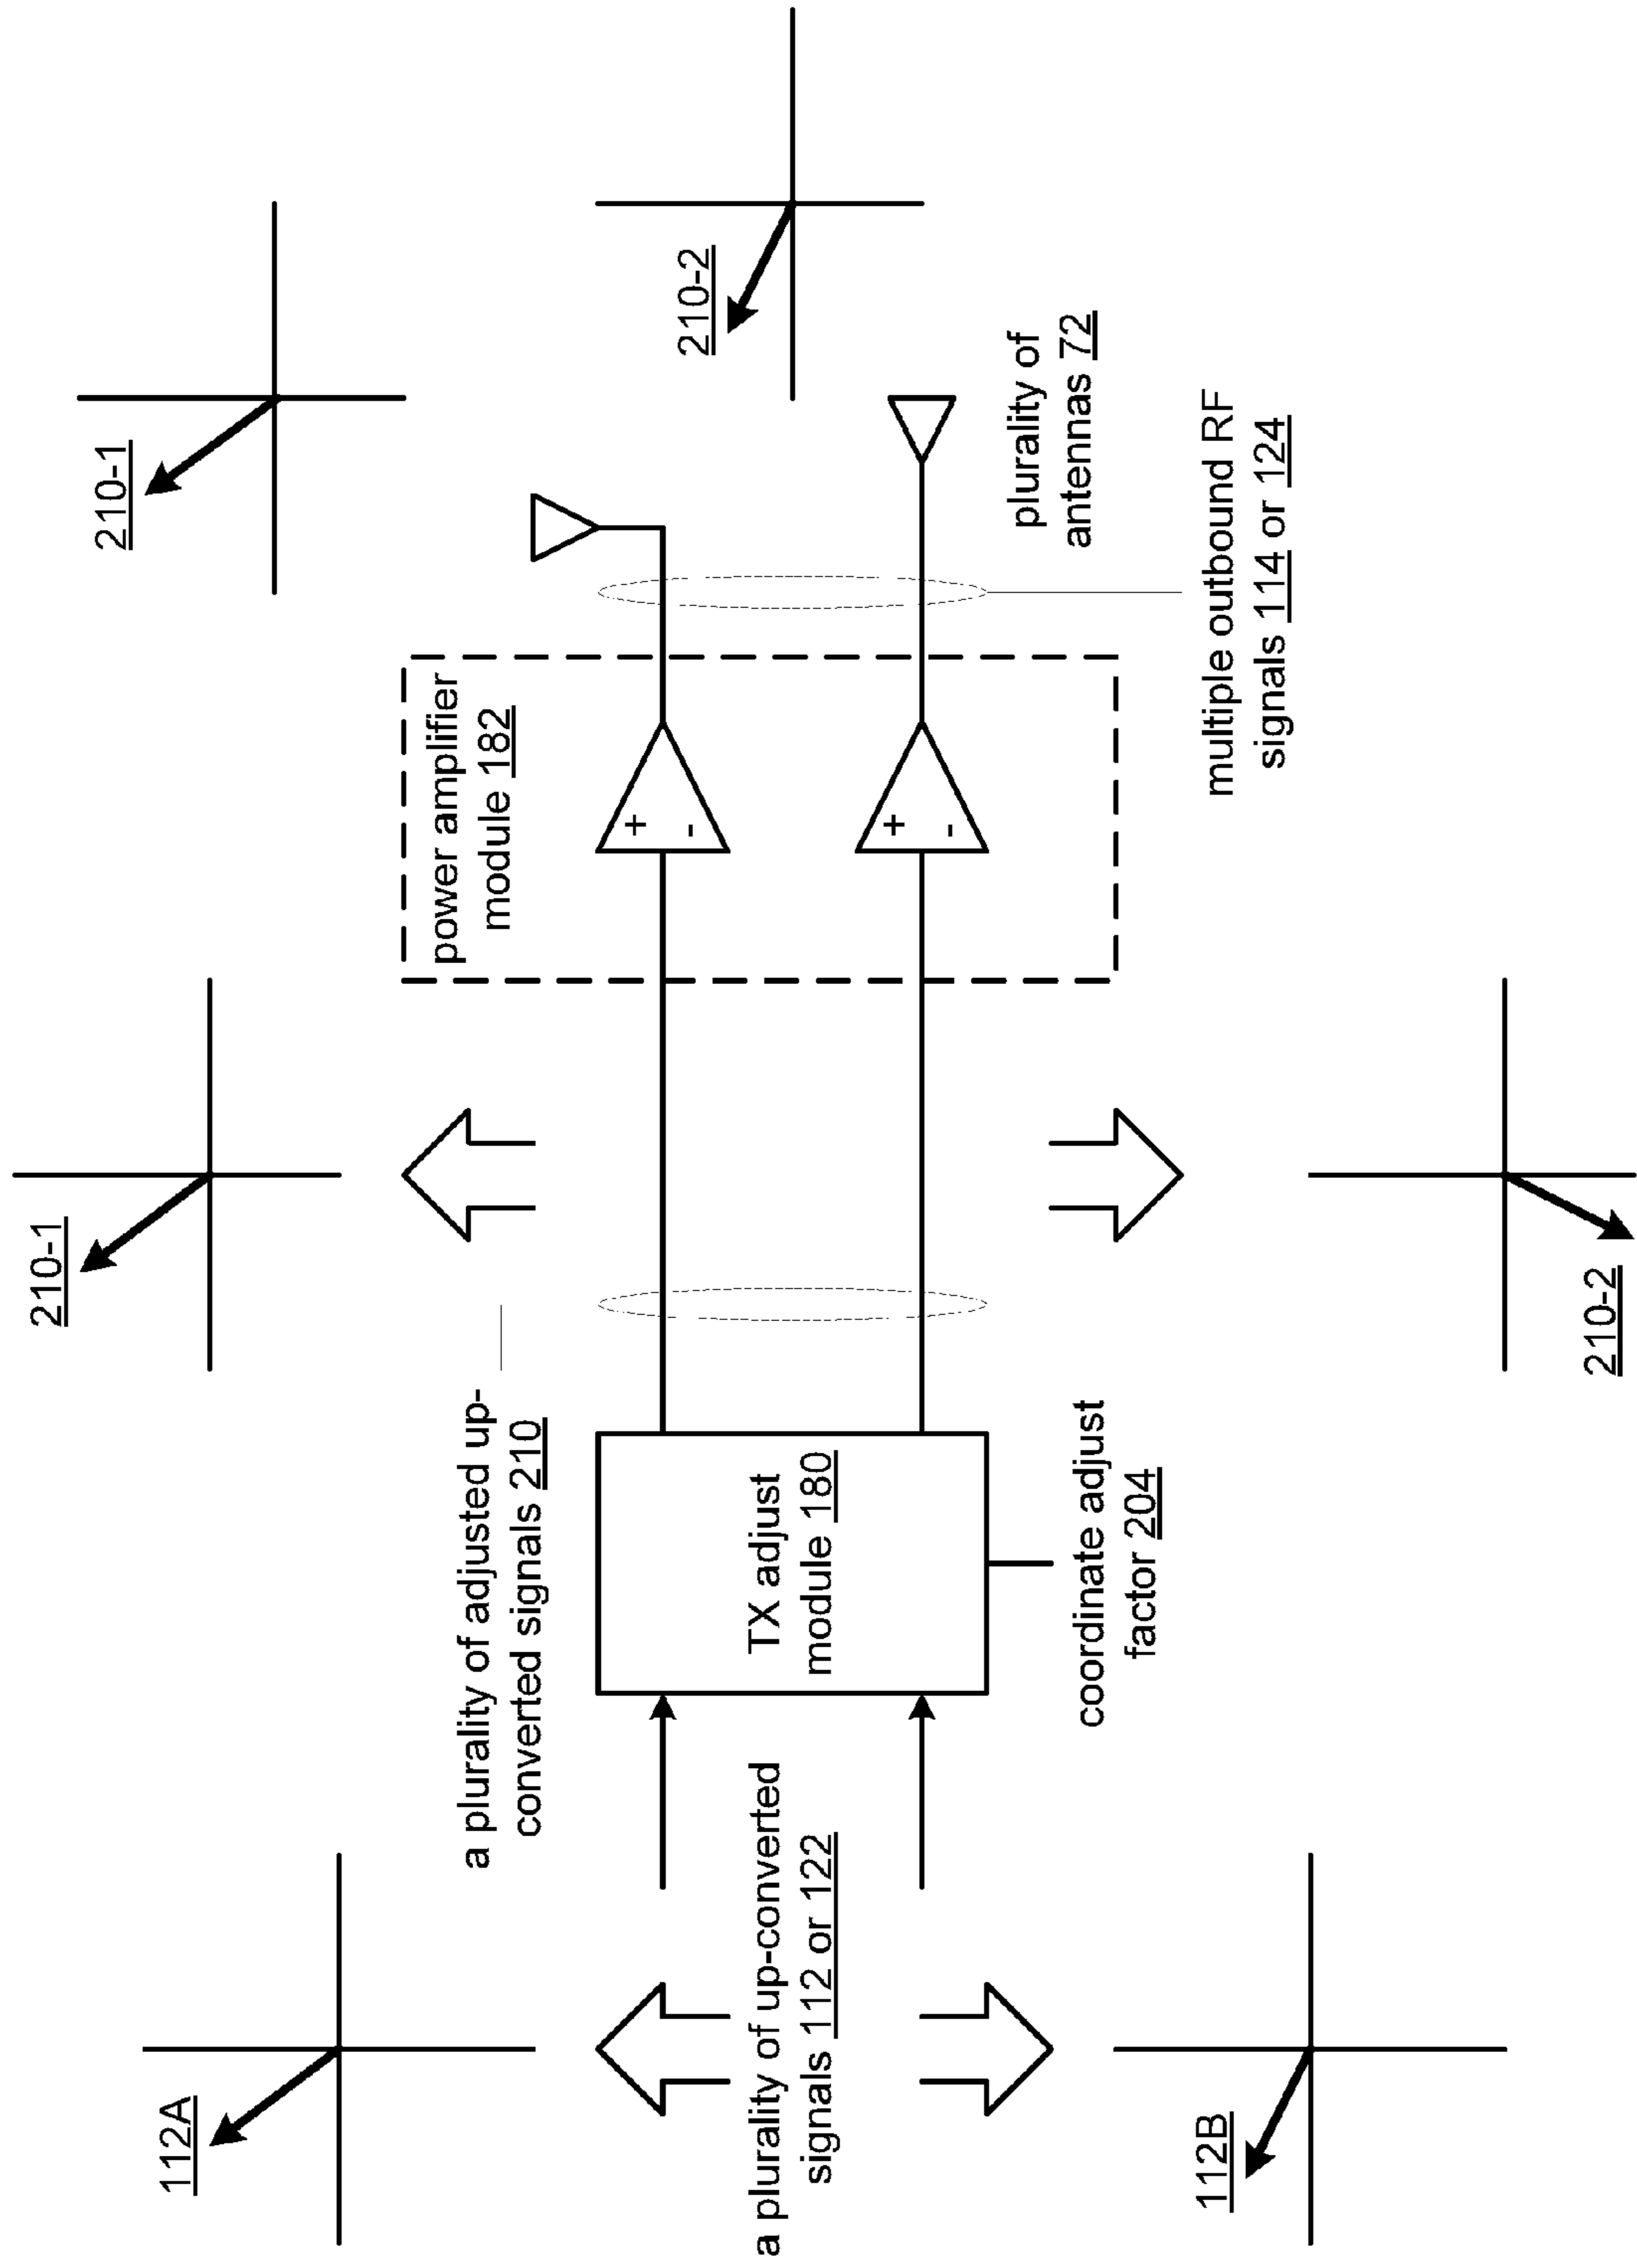 112A
a plurality of up-converted
signals 112 or 122
112B
a plurality of adjusted up-
converted signals 210
TX adjust
module 180
coordinate adjust
factor 204
210-1
210-2
power amplifier
module 182
+
-
+
-
210-1
210-2
plurality of
antennas 72
multiple outbound RF
signals 114 or 124